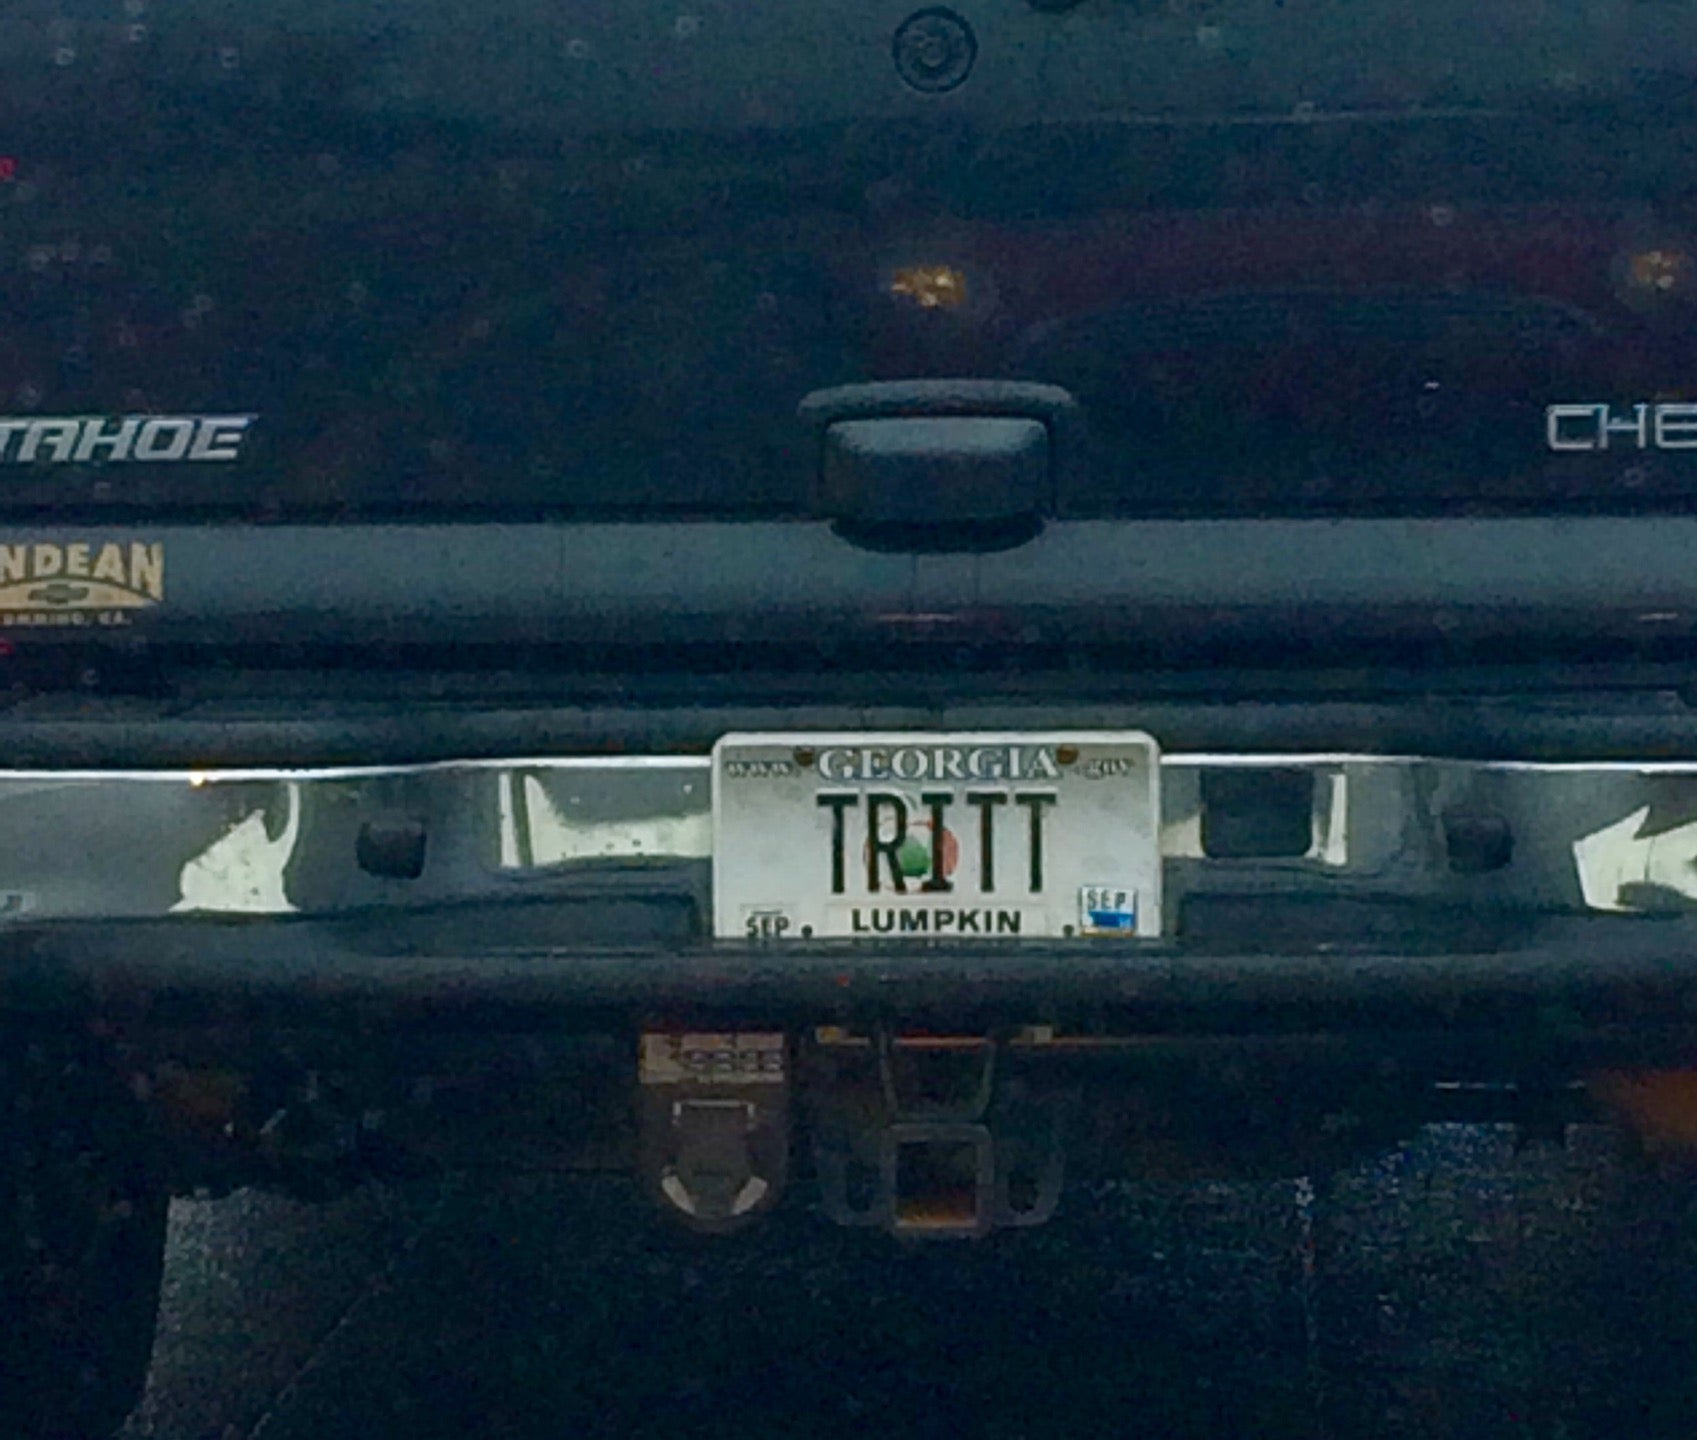 TAHOE
CHE
NDEAN
GEORGIA
TRITT
SEP
LUMPKIN
SEP